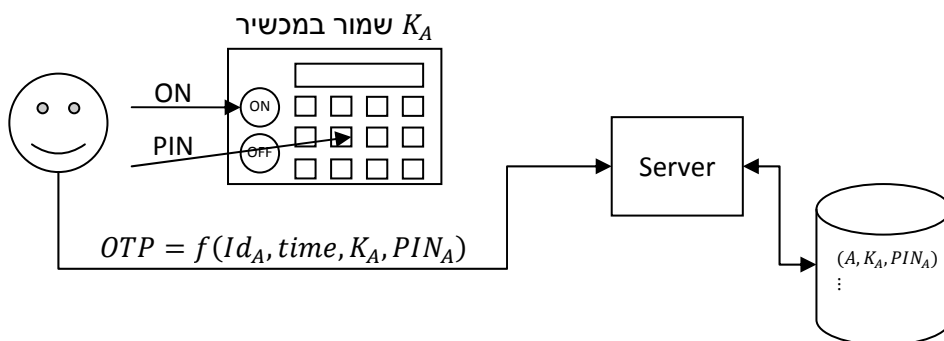 K_A שמור במכשיר
ON
ON
PIN
OFF
Server
OTP = f(Id_A, time, K_A, PIN_A)
(A, K_A, PIN_A)
⋮